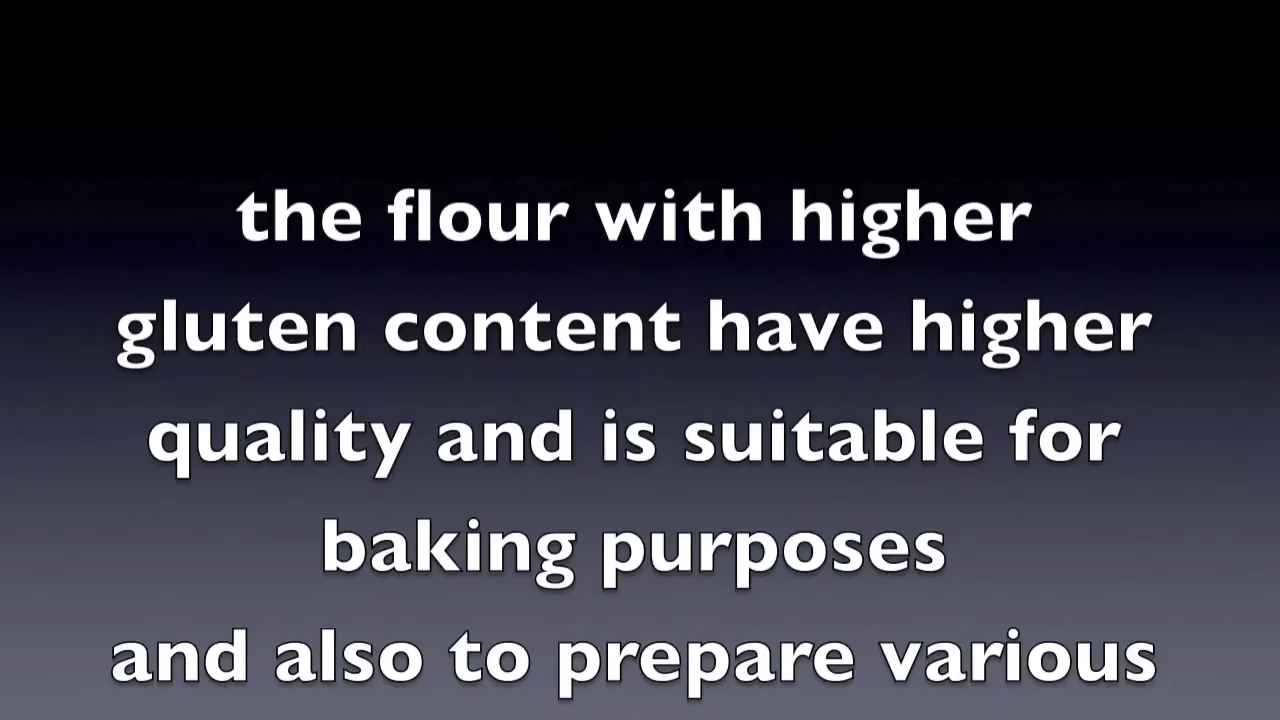 the flour with higher
gluten content have higher
quality and is suitable for
baking purposes
and also to prepare various